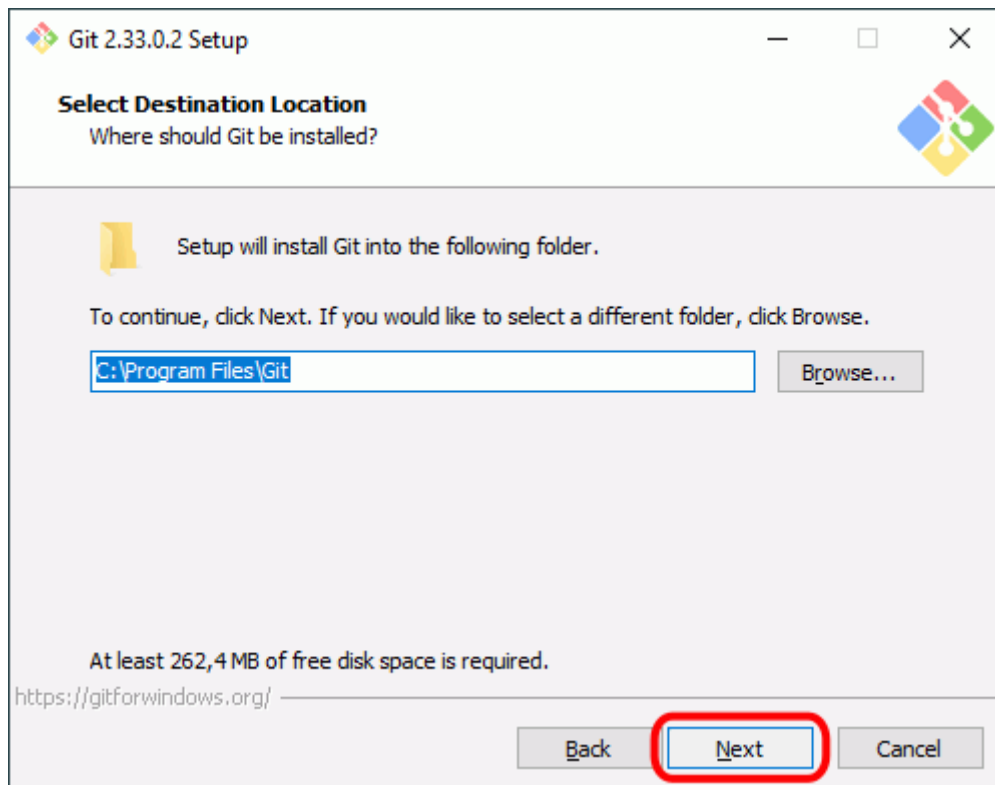 Git 2.33.0.2 Setup
Select Destination Location
Where should Git be installed?
Setup will install Git into the following folder.
To continue, click Next. If you would like to select a different folder, click Browse.
C:\Program Files\Git
Browse...
At least 262,4 MB of free disk space is required.
https://gitforwindows.org/
Back
Next
Cancel